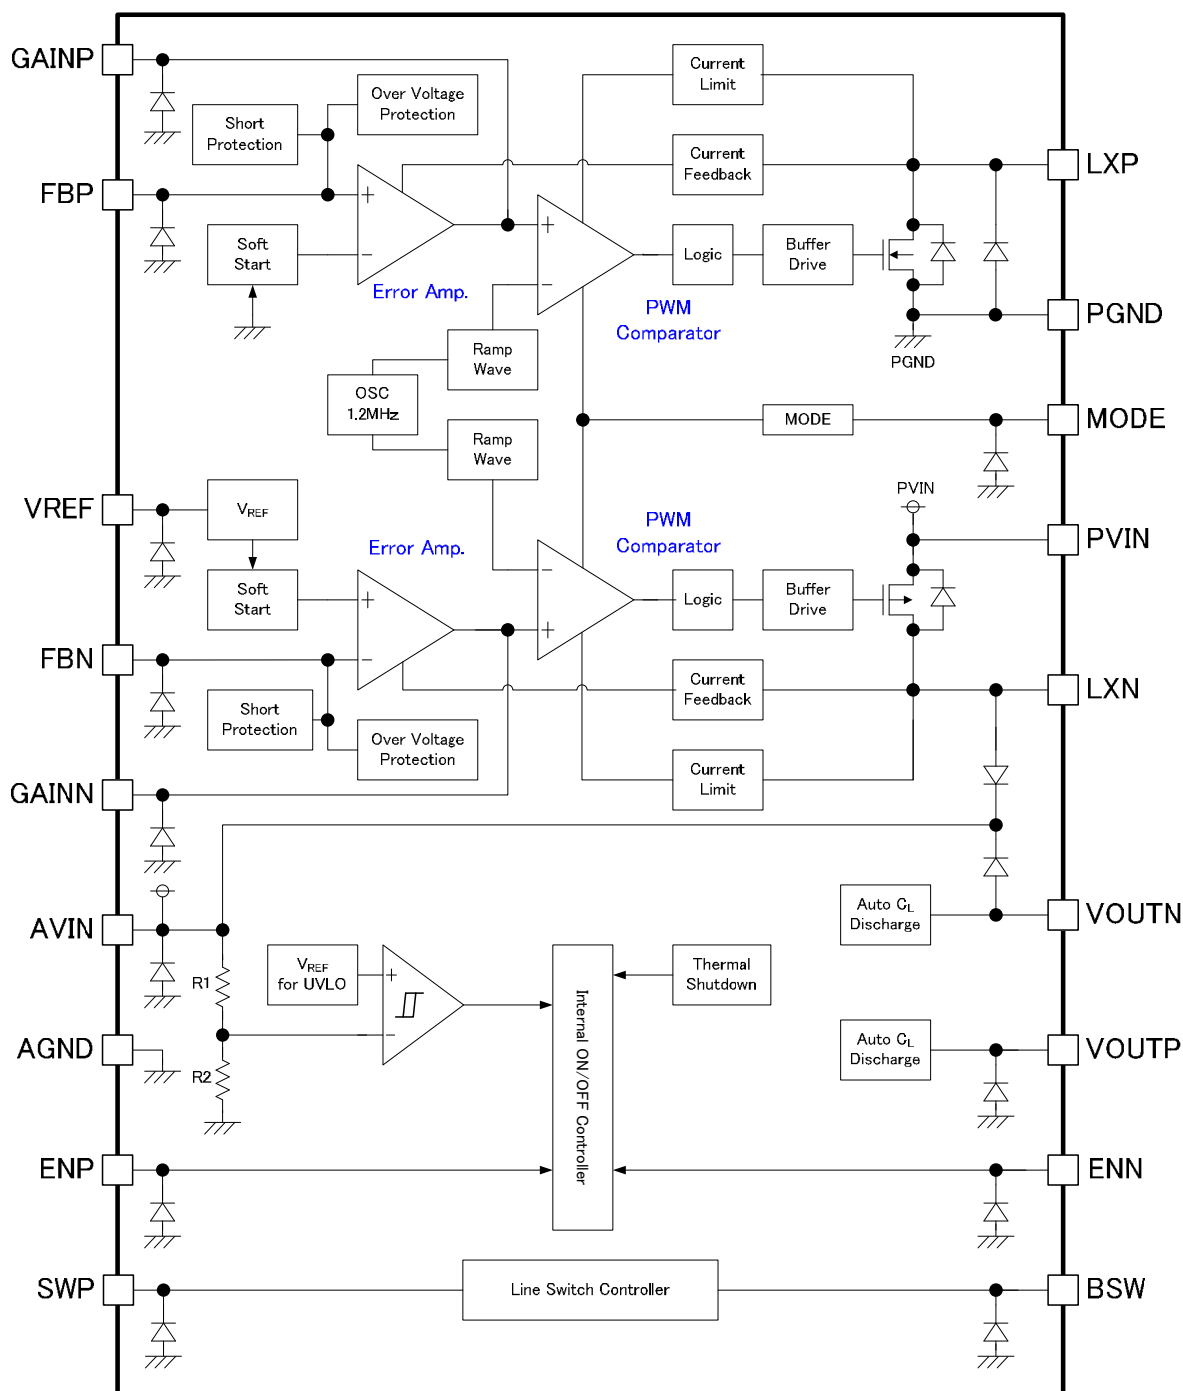 GAINP
Over Voltage
Protection
Short
Protection
Current
Limit
Current
Feedback
LXP
FBP
Soft
Start
Error Amp.
Logic
Buffer
Drive
PWM
Comparator
PGND
PGND
Ramp
Wave
OSC
1.2MHz
Ramp
Wave
MODE
MODE
VREF
VREF
PVIN
PVIN
PWM
Comparator
Error Amp.
Soft
Start
Logic
Buffer
Drive
FBN
Short
Protection
Over Voltage
Protection
Current
Feedback
LXN
Current
Limit
GAINN
AVIN
R1
VREF
for UVLO
Internal ON/OFF Controller
Thermal
Shutdown
Auto CL
Discharge
VOUTN
AGND
R2
Auto CL
Discharge
VOUTP
ENP
ENN
SWP
Line Switch Controller
BSW